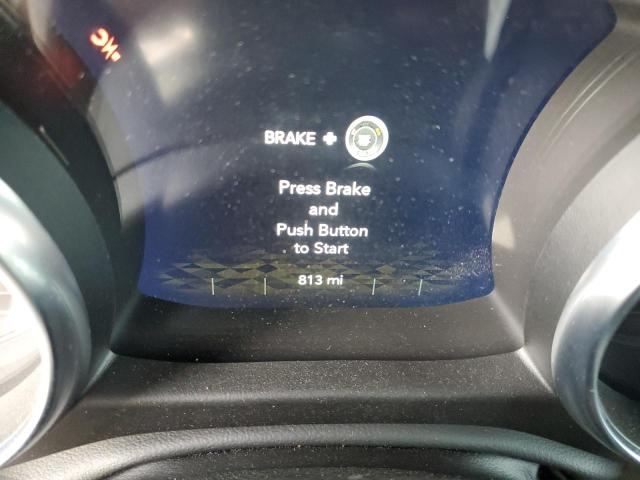 BRAKE +
Press Brake
and
Push Button
to Start
813 mi